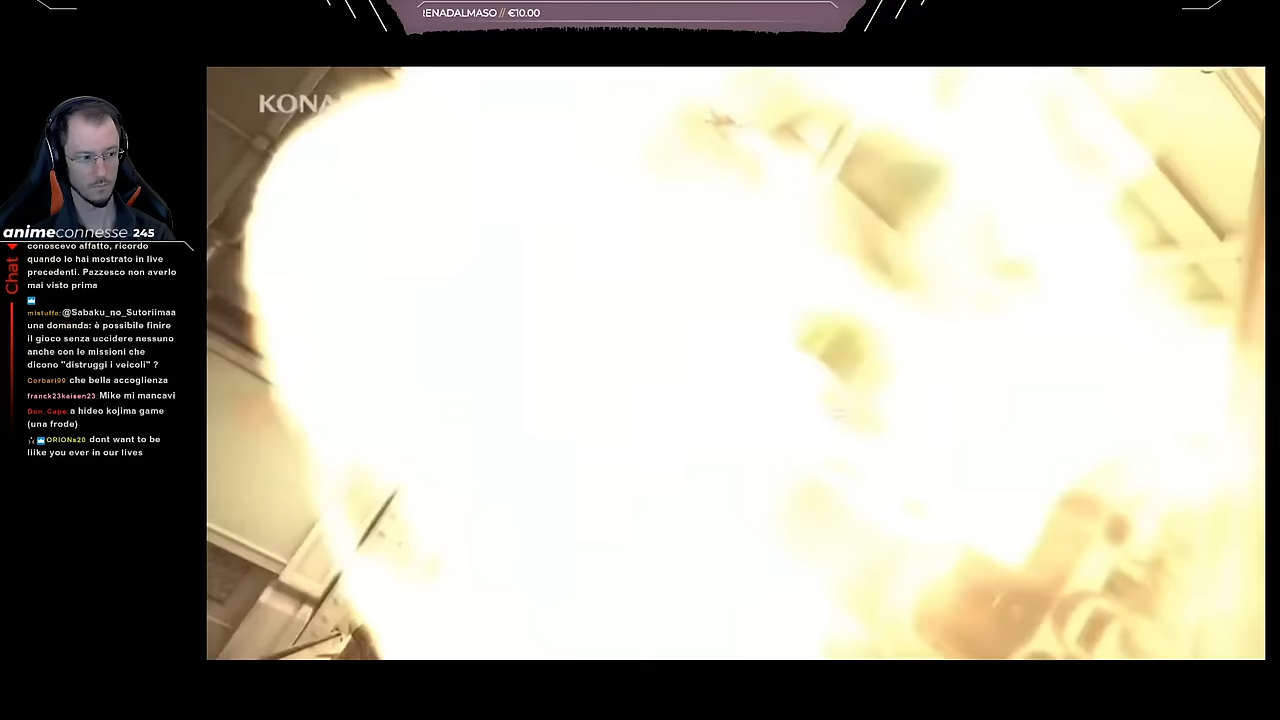 RENADALMASO // €10.00
KONA
animeconnesse 245
Chat
conoscevo affatto, ricordo
quando lo hai mostrato in live
precedenti. Pazzesco non averlo
mai visto prima
mistuffa: @Sabaku_no_Sutoriimaa
una domanda: è possibile finire
il gioco senza uccidere nessuno
anche con le missioni che
dicono "distruggi i veicoli" ?
Corbari99 che bella accoglienza
franck23kaisen23: Mike mi mancavi
Don_Cape: a hideo kojima game
(una frode)
ORIONs20 dont want to be
liike you ever in our lives